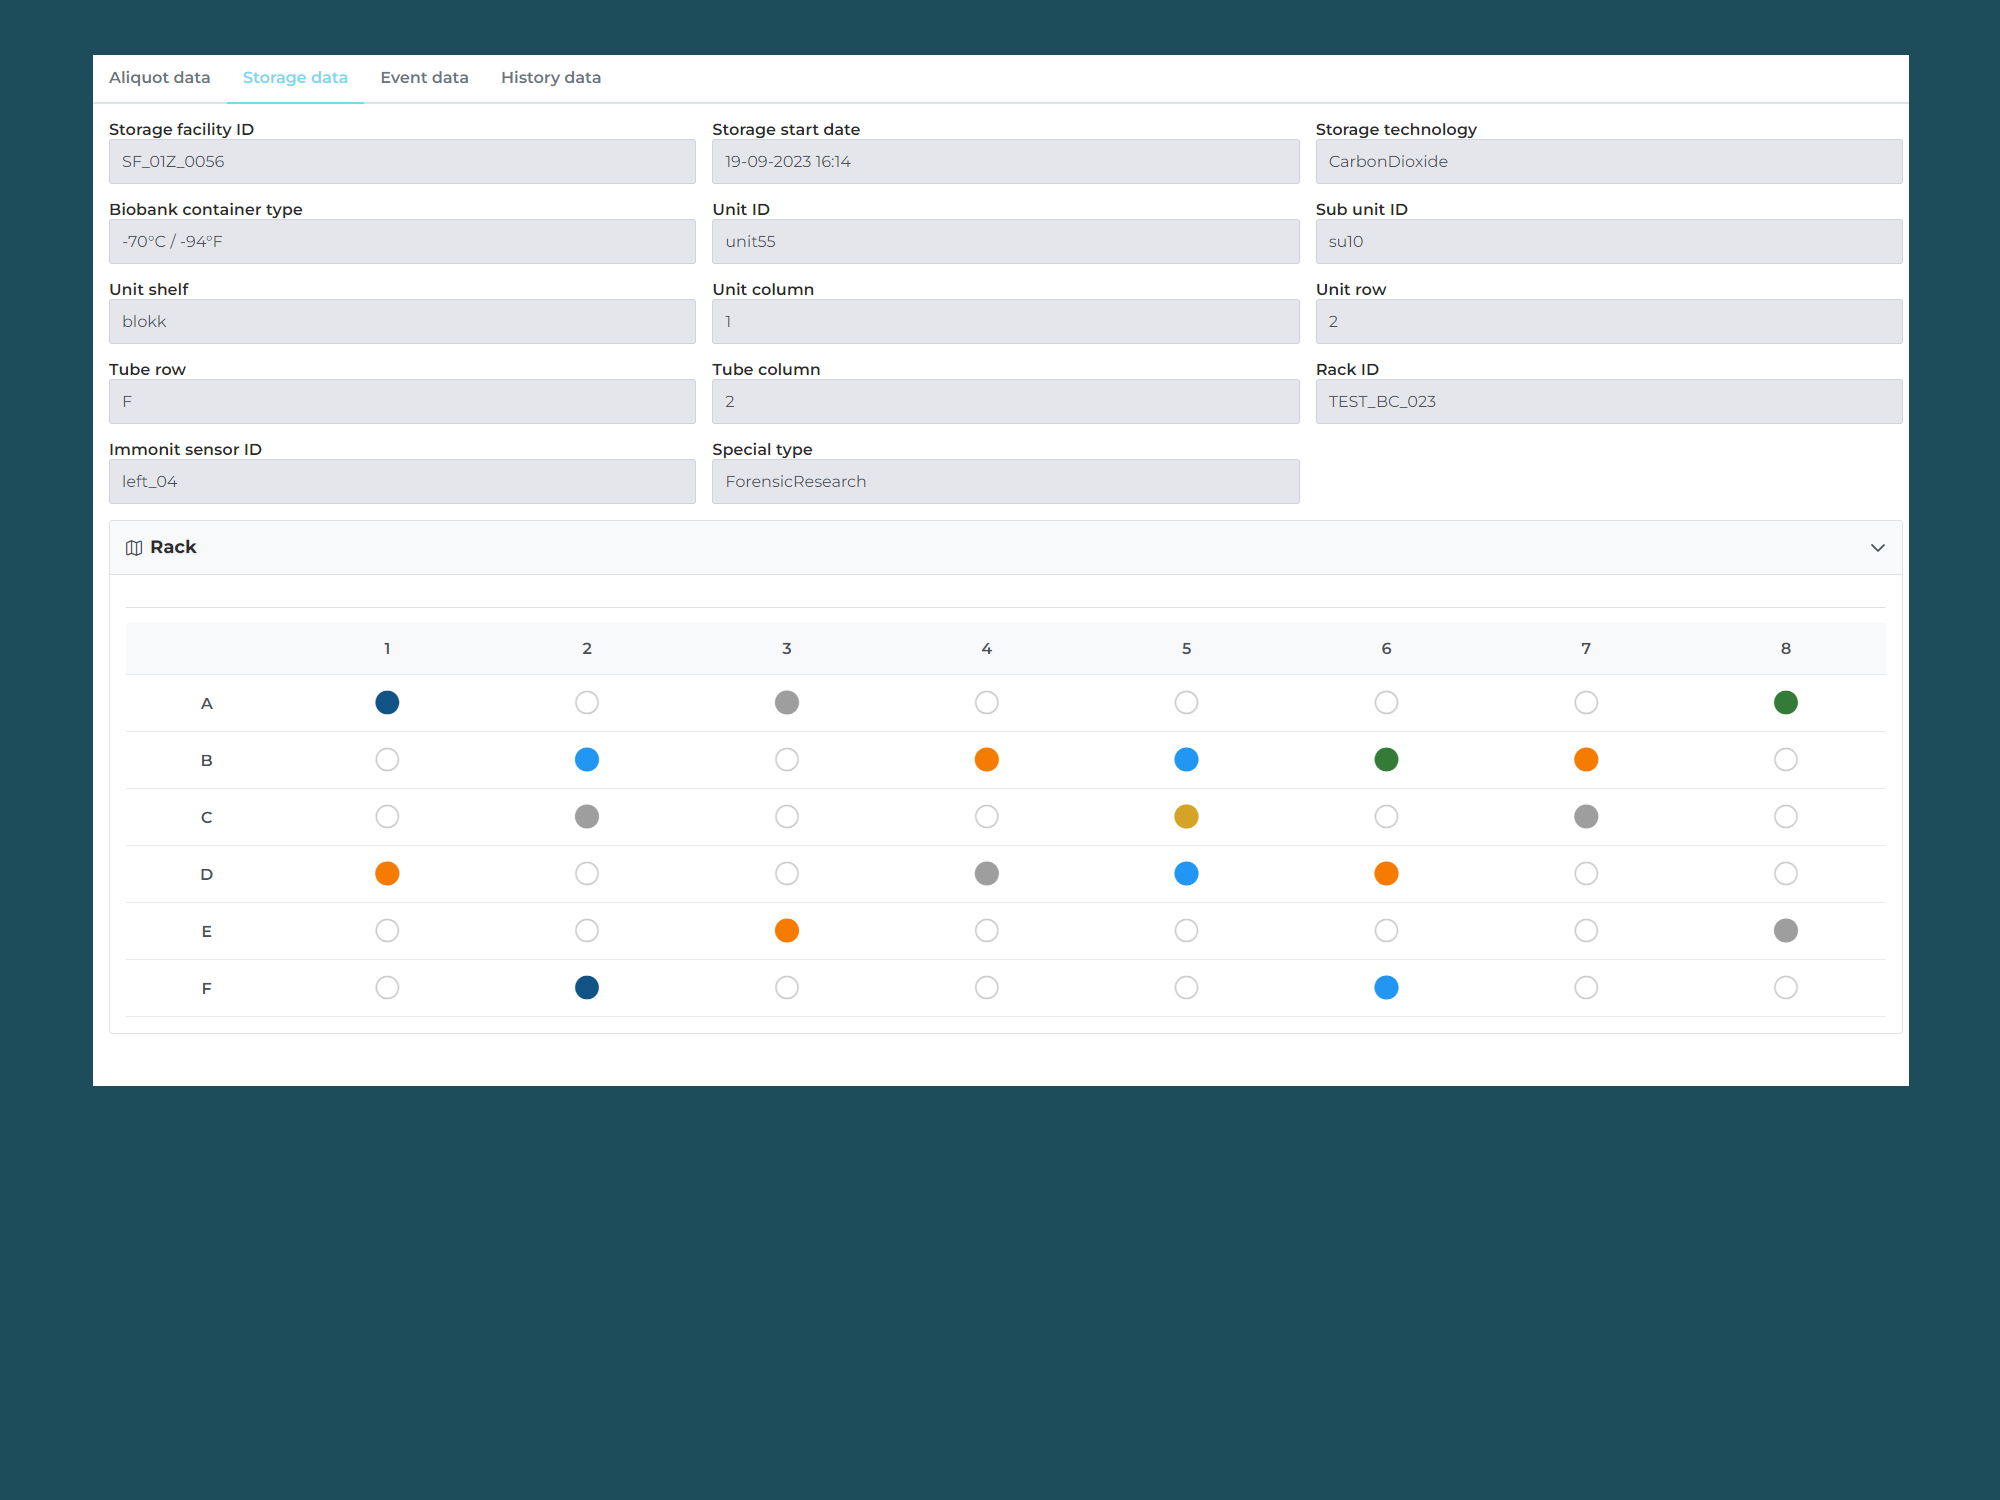 Aliquot data Storage data Event data History data
Storage facility ID Storage start date Storage technology
SF_01Z_0056 19-09-2023 16:14 CarbonDioxide
Biobank container type Unit ID Sub unit ID
-70°C / -94°F unit55 su10
Unit shelf Unit column Unit row
blokk 1 2
Tube row Tube column Rack ID
F 2 TEST_BC_023
Immonit sensor ID Special type
left_04 ForensicResearch
Rack
1 2 3 4 5 6 7 8
A
B
C
D
E
F